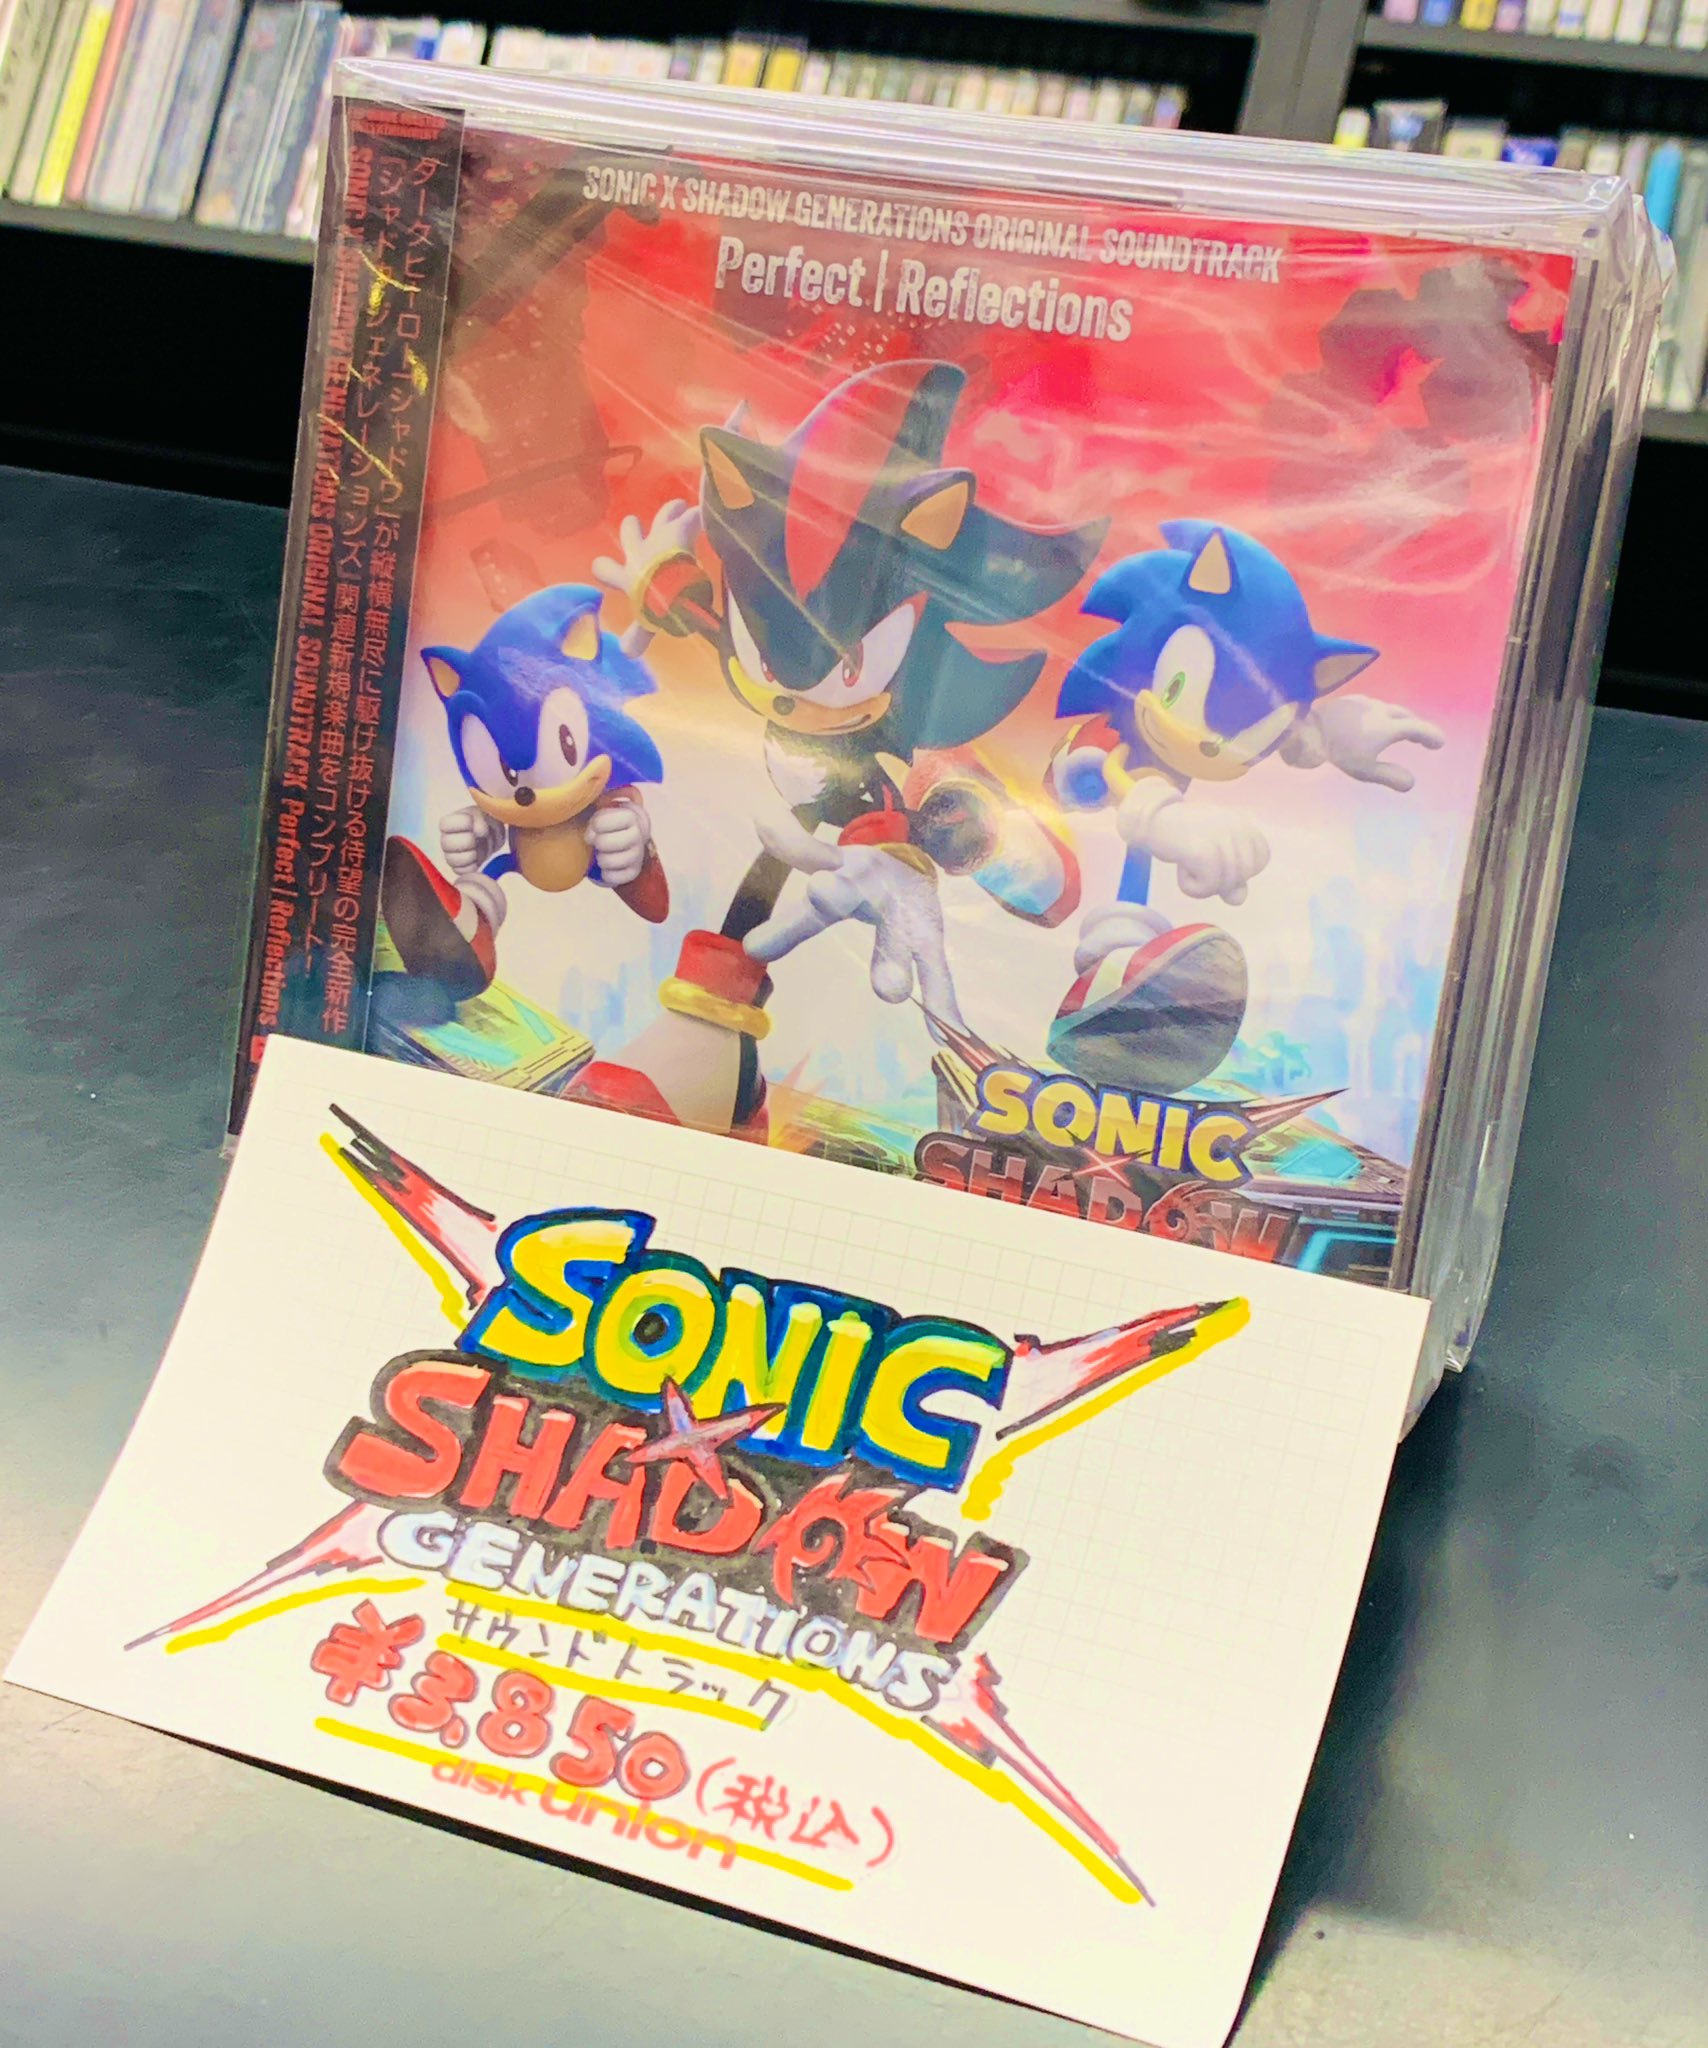 SONIC X SHADOW GENERATIONS ORIGINAL SOUNDTRACK
Perfect | Reflections
ダークヒーロー「シャドウ」が縦横無尽に駆け抜ける待望の完全新作
「シャドウジェネレーションズ」関連新規楽曲をコンプリート!
SONIC X SHADOW GENERATIONS ORIGINAL SOUNDTRACK Perfect | Reflections
SONIC
×
SHADOW
SONIC
×
SHADOW
GENERATIONS
サウンドトラック
¥3,850(税込)
disk union